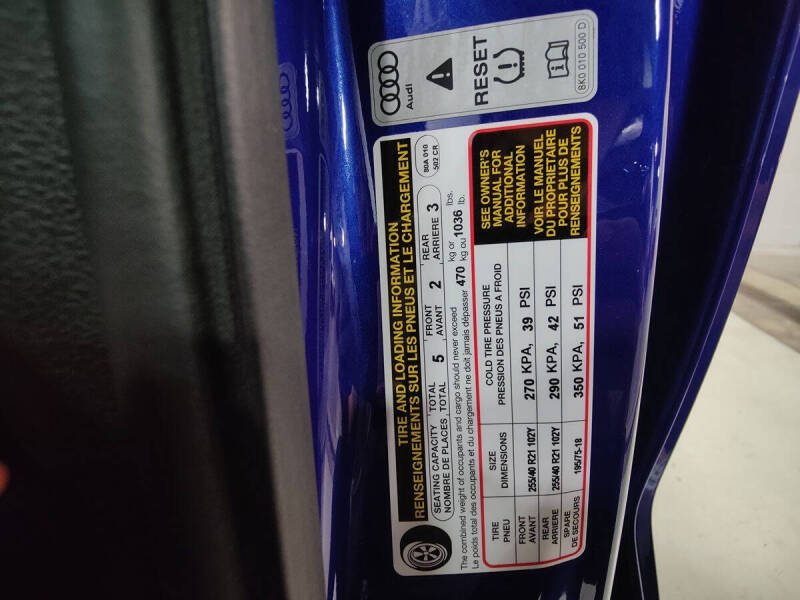 Audi
RESET
8K0 010 500 D
TIRE AND LOADING INFORMATION
RENSEIGNEMENTS SUR LES PNEUS ET LE CHARGEMENT
80A 010
502 CR
SEATING CAPACITY TOTAL 5 FRONT 2 REAR 3
NOMBRE DE PLACES TOTAL AVANT ARRIERE
The combined weight of occupants and cargo should never exceed 470 kg or 1036 lbs.
Le poids total des occupants et du chargement ne doit jamais dépasser kg ou lb.
TIRE SIZE COLD TIRE PRESSURE
PNEU DIMENSIONS PRESSION DES PNEUS A FROID
FRONT 255/40 R21 102Y 270 KPA, 39 PSI
AVANT
REAR 255/40 R21 102Y 290 KPA, 42 PSI
ARRIERE
SPARE 195/75-18 350 KPA, 51 PSI
DE SECOURS
SEE OWNER'S
MANUAL FOR
ADDITIONAL
INFORMATION
VOIR LE MANUEL
DU PROPRIETAIRE
POUR PLUS DE
RENSEIGNEMENTS